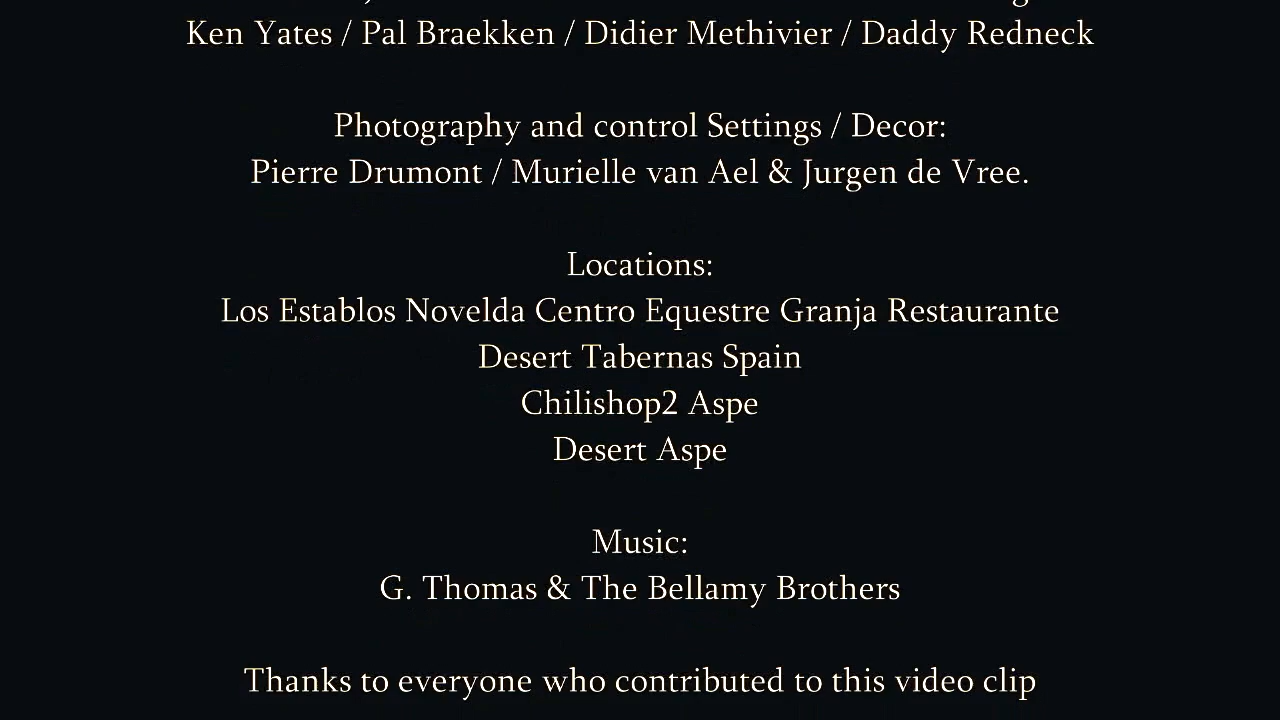 Ken Yates / Pal Braekken / Didier Methivier / Daddy Redneck
Photography and control Settings / Decor:
Pierre Drumont / Murielle van Ael & Jurgen de Vree.
Locations:
Los Establos Novelda Centro Equestre Granja Restaurante
Desert Tabernas Spain
Chilishop2 Aspe
Desert Aspe
Music:
G. Thomas & The Bellamy Brothers
Thanks to everyone who contributed to this video clip